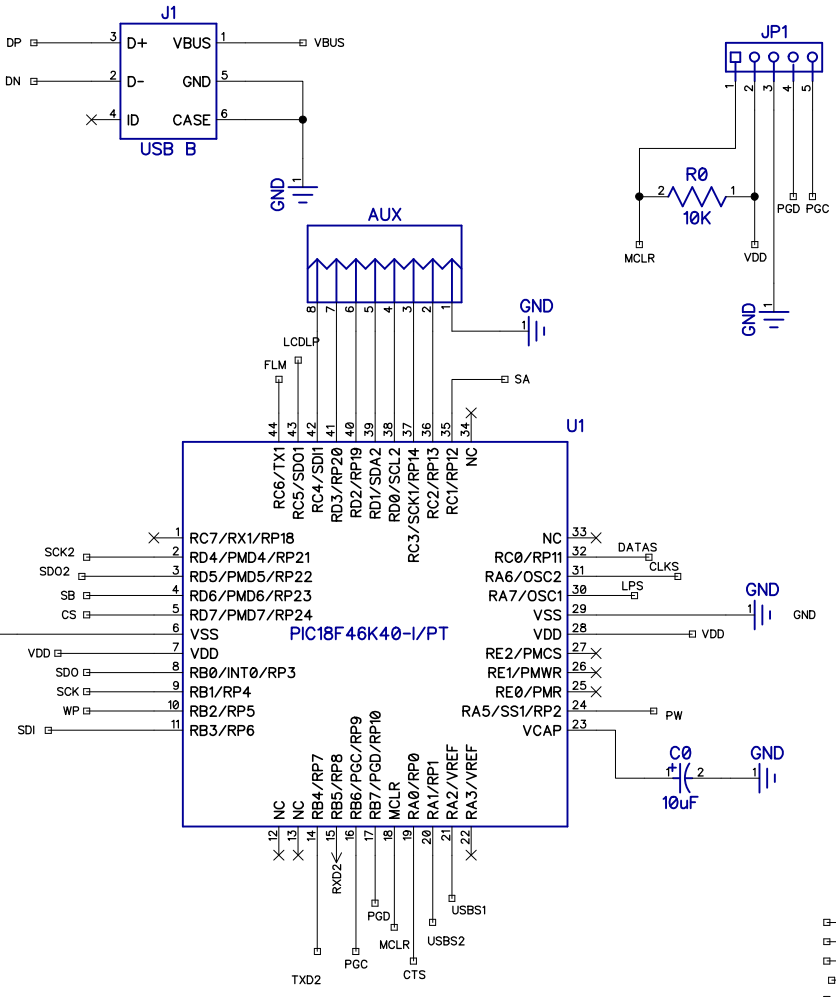 J1
DP 3 D+ VBUS 1 VBUS
DN 2 D- GND 5
4 ID CASE 6
USB B
GND 1
JP1
1 2 3 4 5
R0
2 1
10K
PGD PGC
MCLR VDD
GND 1
AUX
8 7 6 5 4 3 2 1
GND
1
LCDLP
FLM
SA
U1
44 43 42 41 40 39 38 37 36 35 34
RC6/TX1
RC5/SDO1
RC4/SDI1
RD3/RP20
RD2/RP19
RD1/SDA2
RD0/SCL2
RC3/SCK1/RP14
RC2/RP13
RC1/RP12
NC
1 RC7/RX1/RP18 NC 33
SCK2 2 RD4/PMD4/RP21 RC0/RP11 32 DATAS
SDO2 3 RD5/PMD5/RP22 RA6/OSC2 31 CLKS
SB 4 RD6/PMD6/RP23 RA7/OSC1 30 LPS
CS 5 RD7/PMD7/RP24 VSS 29 1 GND GND
6 VSS PIC18F46K40-I/PT VDD 28 VDD
VDD 7 VDD RE2/PMCS 27
SDO 8 RB0/INT0/RP3 RE1/PMWR 26
SCK 9 RB1/RP4 RE0/PMR 25
WP 10 RB2/RP5 RA5/SS1/RP2 24 PW
SDI 11 RB3/RP6 VCAP 23
C0
1 + 2
10uF
GND
1
NC
NC
RB4/RP7
RB5/RP8
RB6/PGC/RP9
RB7/PGD/RP10
MCLR
RA0/RP0
RA1/RP1
RA2/VREF
RA3/VREF
12 13 14 15 16 17 18 19 20 21 22
RXD2
PGD
USBS1
MCLR
USBS2
TXD2
PGC
CTS